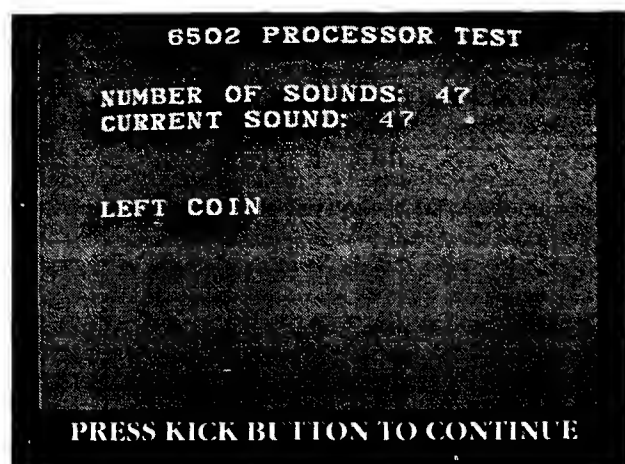 6502 PROCESSOR TEST
NUMBER OF SOUNDS: 47
CURRENT SOUND: 47
LEFT COIN
PRESS KICK BUTTON TO CONTINUE